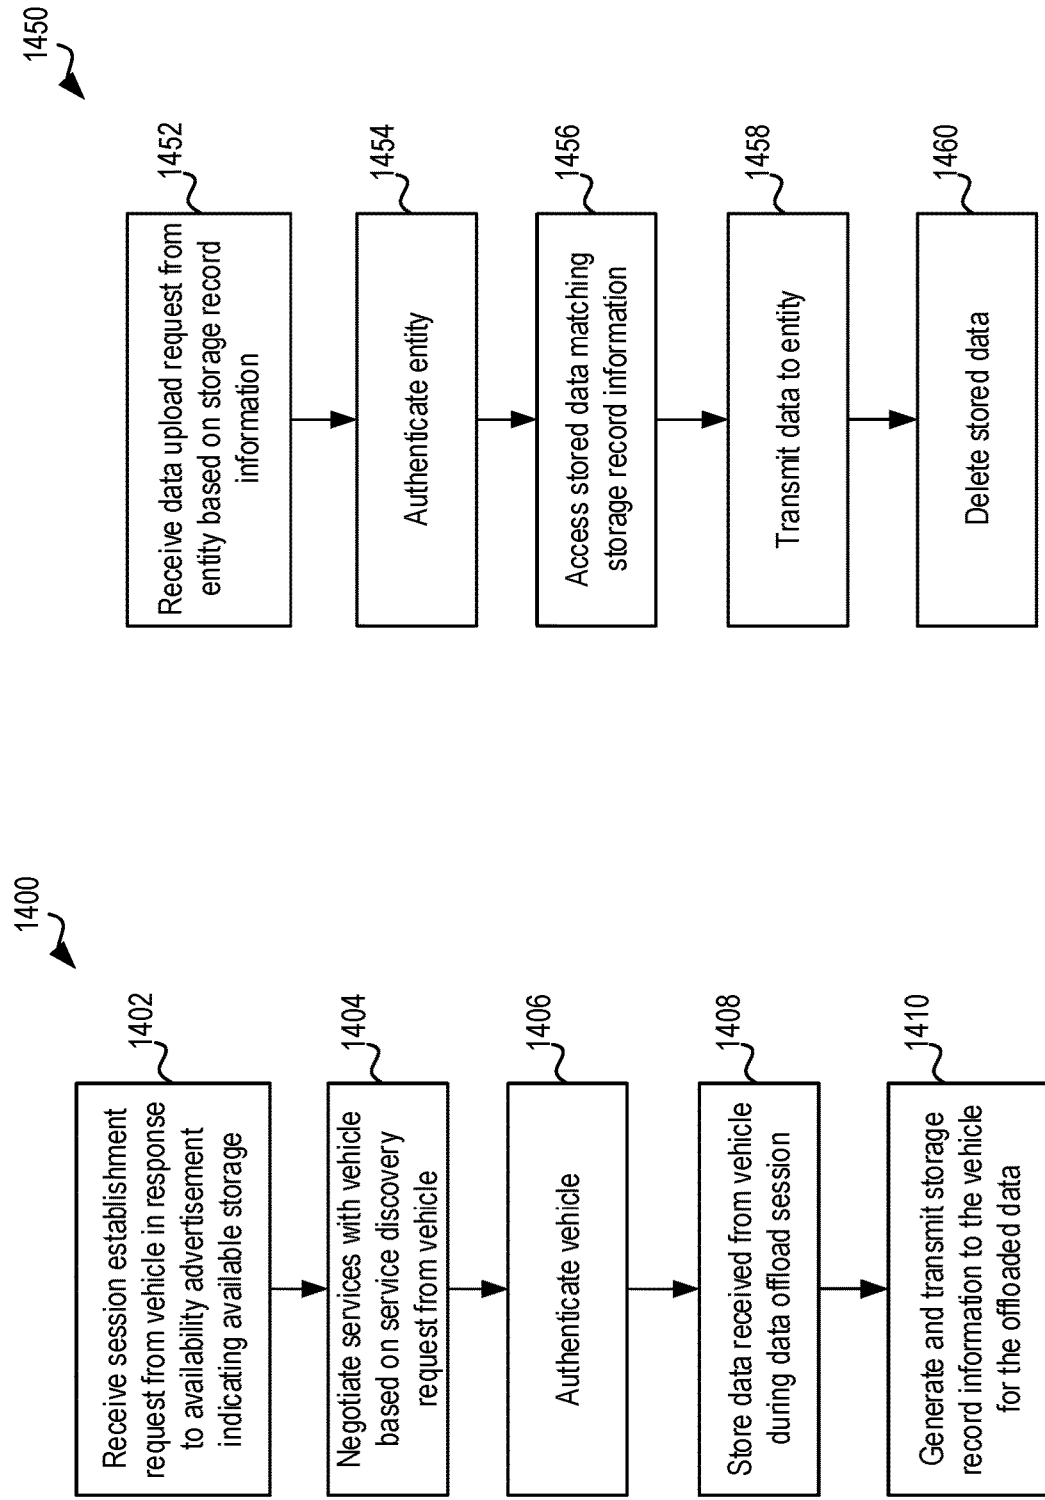 1400
1402
Receive session establishment
request from vehicle in response
to availability advertisement
indicating available storage
1404
Negotiate services with vehicle
based on service discovery
request from vehicle
1406
Authenticate vehicle
1408
Store data received from vehicle
during data offload session
1410
Generate and transmit storage
record information to the vehicle
for the offloaded data
1450
1452
Receive data upload request from
entity based on storage record
information
1454
Authenticate entity
1456
Access stored data matching
storage record information
1458
Transmit data to entity
1460
Delete stored data